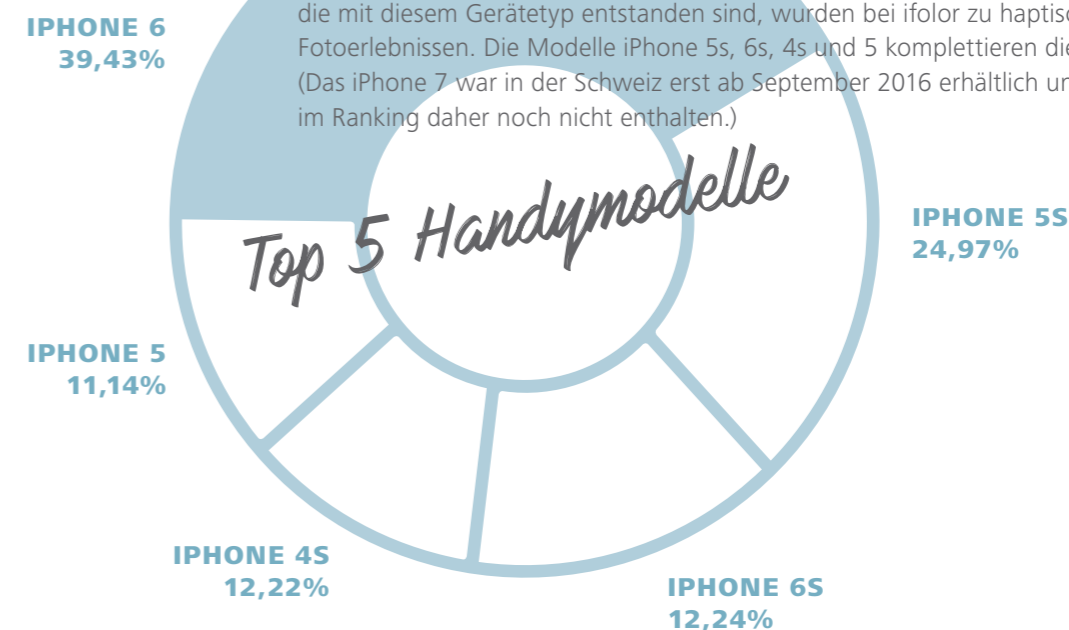 die mit diesem Gerätetyp entstanden sind, wurden bei ifolor zu
Fotoerlebnissen. Die Modelle iPhone 5s, 6s, 4s und 5 komplettieren
(Das iPhone 7 war in der Schweiz erst ab September 2016 erhältlich
im Ranking daher noch nicht enthalten.)
IPHONE 6
39,43%
Top 5 Handymodelle
IPHONE 5S
24,97%
IPHONE 5
11,14%
IPHONE 4S
12,22%
IPHONE 6S
12,24%